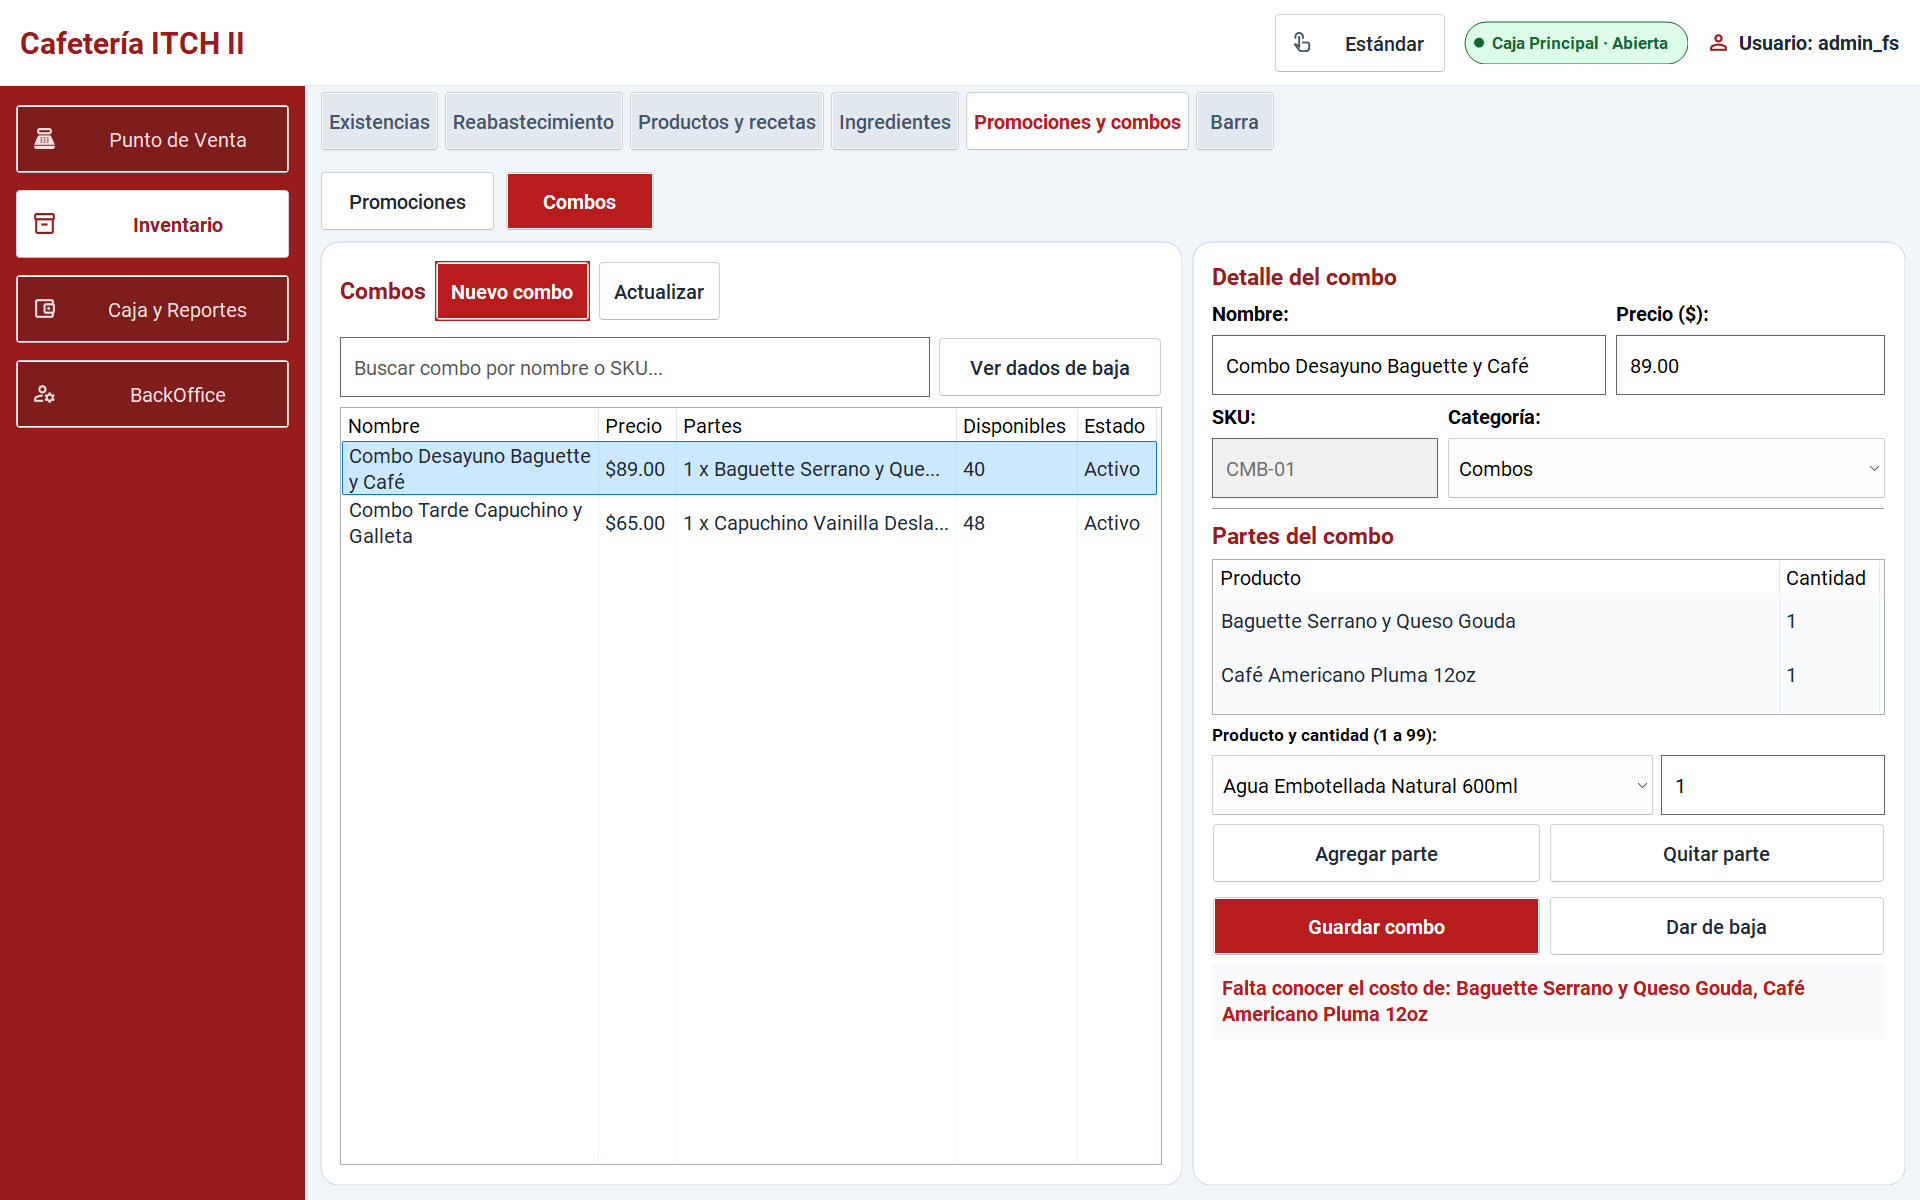 Cafetería ITCH II
Estándar
Caja Principal · Abierta
Usuario: admin_fs
Punto de Venta
Inventario
Caja y Reportes
BackOffice
Existencias
Reabastecimiento
Productos y recetas
Ingredientes
Promociones y combos
Barra
Promociones
Combos
Combos
Nuevo combo
Actualizar
Buscar combo por nombre o SKU...
Ver dados de baja
Nombre Precio Partes Disponibles Estado
Combo Desayuno Baguette y Café $89.00 1 x Baguette Serrano y Que... 40 Activo
Combo Tarde Capuchino y Galleta $65.00 1 x Capuchino Vainilla Desla... 48 Activo
Detalle del combo
Nombre: Precio ($):
Combo Desayuno Baguette y Café 89.00
SKU: Categoría:
CMB-01 Combos
Partes del combo
Producto Cantidad
Baguette Serrano y Queso Gouda 1
Café Americano Pluma 12oz 1
Producto y cantidad (1 a 99):
Agua Embotellada Natural 600ml 1
Agregar parte Quitar parte
Guardar combo Dar de baja
Falta conocer el costo de: Baguette Serrano y Queso Gouda, Café
Americano Pluma 12oz